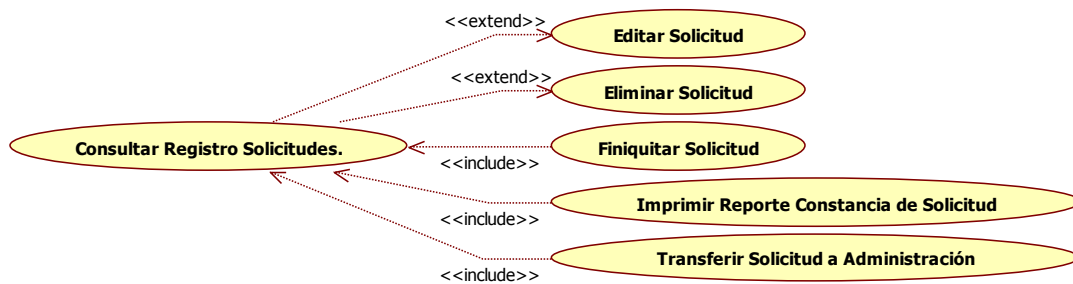 <<extend>>
Editar Solicitud
<<extend>>
Eliminar Solicitud
Consultar Registro Solicitudes.
Finiquitar Solicitud
<<include>>
Imprimir Reporte Constancia de Solicitud
<<include>>
Transferir Solicitud a Administración
<<include>>